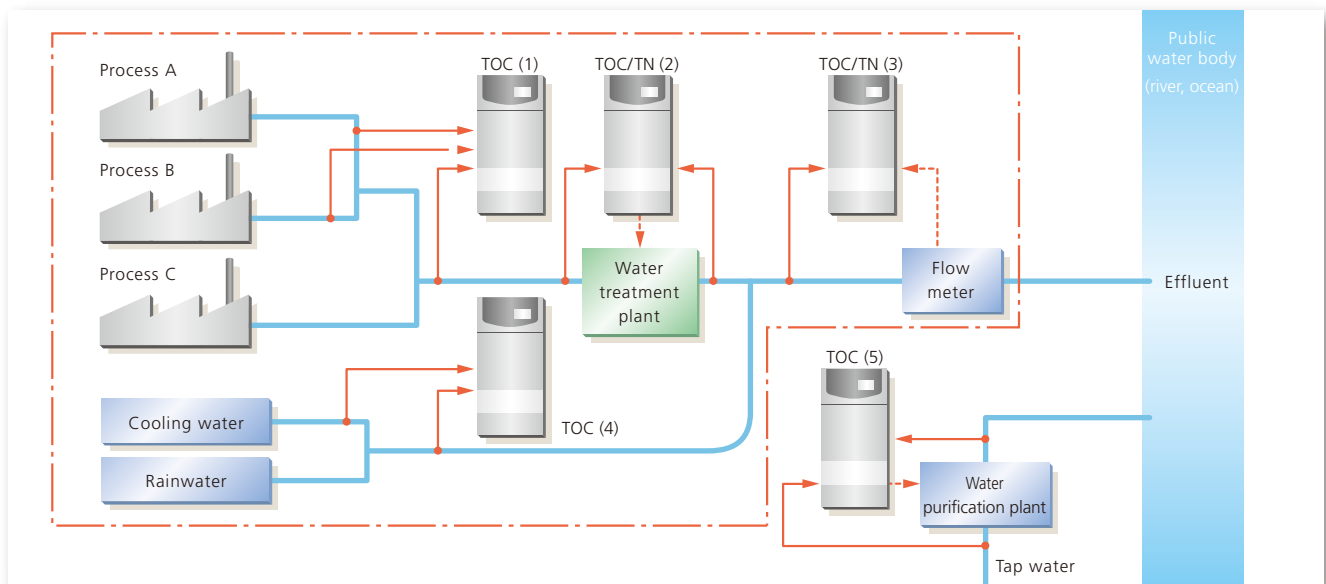 Process A
TOC (1)
TOC/TN (2)
TOC/TN (3)
Public
water body
(river, ocean)
Process B
Process C
Water
treatment
plant
Flow
meter
Effluent
TOC (5)
Cooling water
TOC (4)
Rainwater
Water
purification plant
Tap water